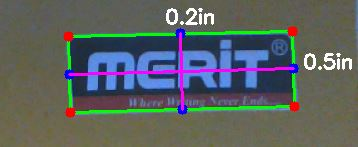 0.2in
MERIT®
0.5in
Where Writing Never Ends...